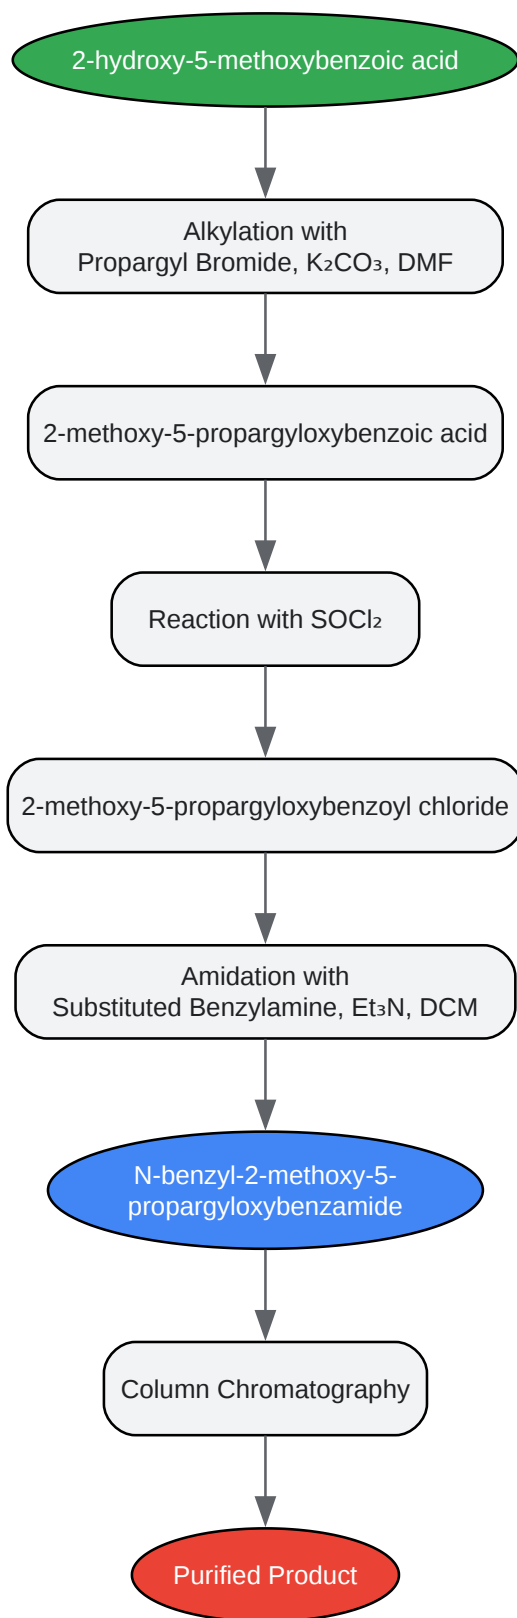 2-hydroxy-5-methoxybenzoic acid
Alkylation with
Propargyl Bromide, K₂CO₃, DMF
2-methoxy-5-propargyloxybenzoic acid
Reaction with SOCl₂
2-methoxy-5-propargyloxybenzoyl chloride
Amidation with
Substituted Benzylamine, Et₃N, DCM
N-benzyl-2-methoxy-5-
propargyloxybenzamide
Column Chromatography
Purified Product